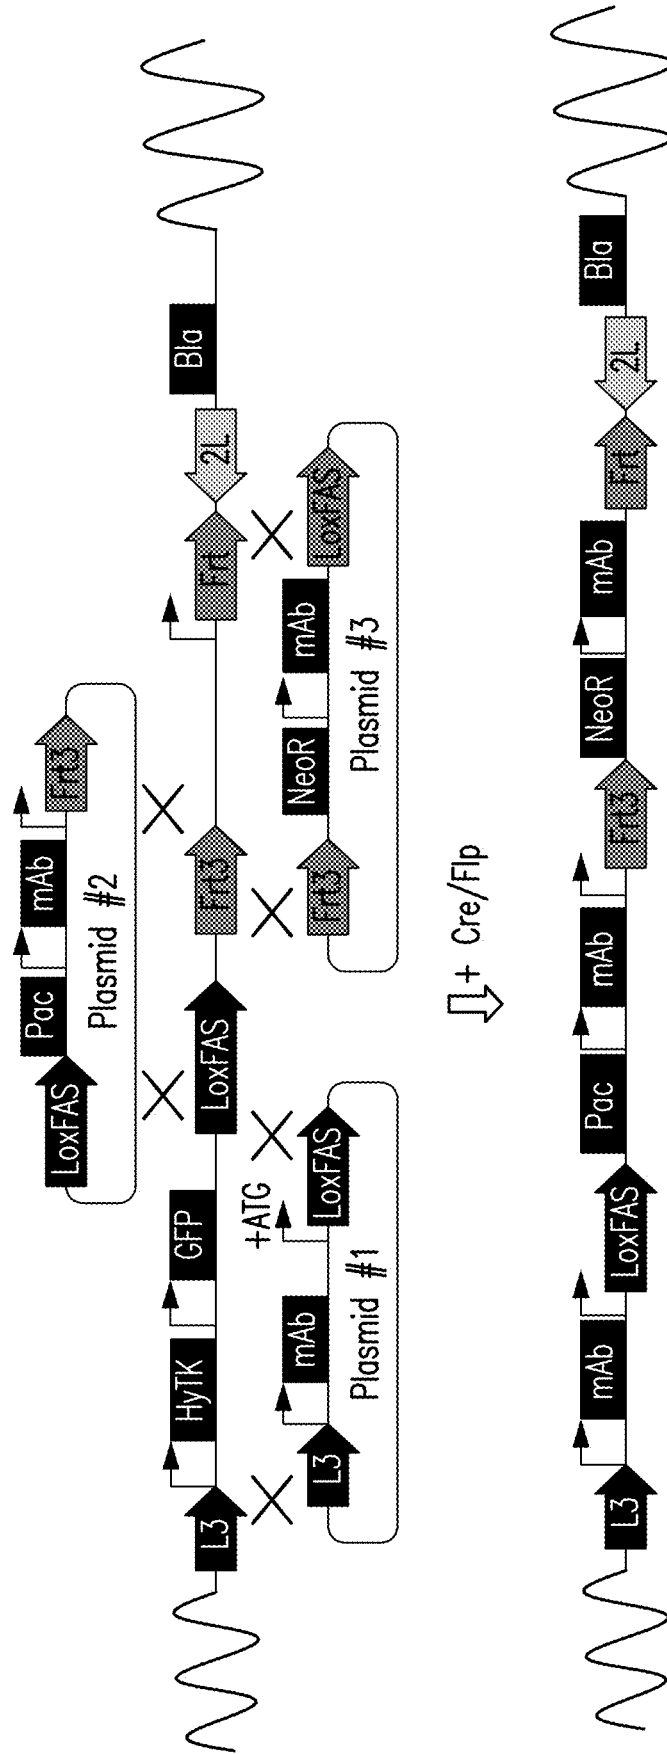 LoxFAS Pac mAb Frt3
Plasmid #2
L3 HyTK GFP LoxFAS Frt3 Frt 2L Bla
+ATG
L3 mAb LoxFAS
Plasmid #1
Frt3 NeoR mAb LoxFAS
Plasmid #3
+ Cre/Flp
L3 mAb LoxFAS Pac mAb Frt3 NeoR mAb Frt 2L Bla